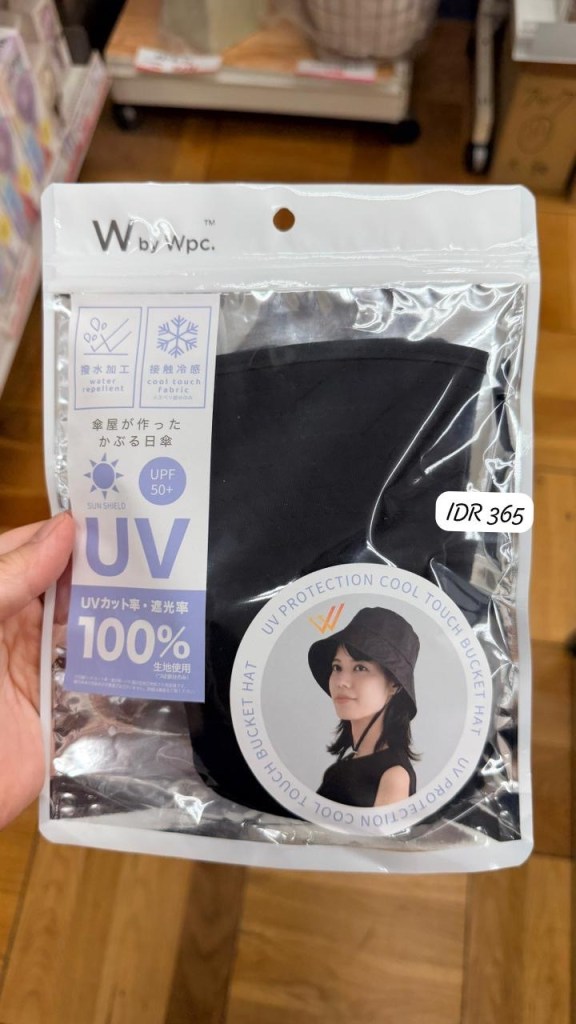 W by Wpc.™
撥水加工
water
repellent
接触冷感
cool touch
fabric
傘屋が作った
かぶる日傘
SUN SHIELD
UPF
50+
UV
UVカット率・遮光率
100%
生地使用
IDR 365
UV PROTECTION COOL TOUCH BUCKET HAT
UV PROTECTION COOL TOUCH BUCKET HAT